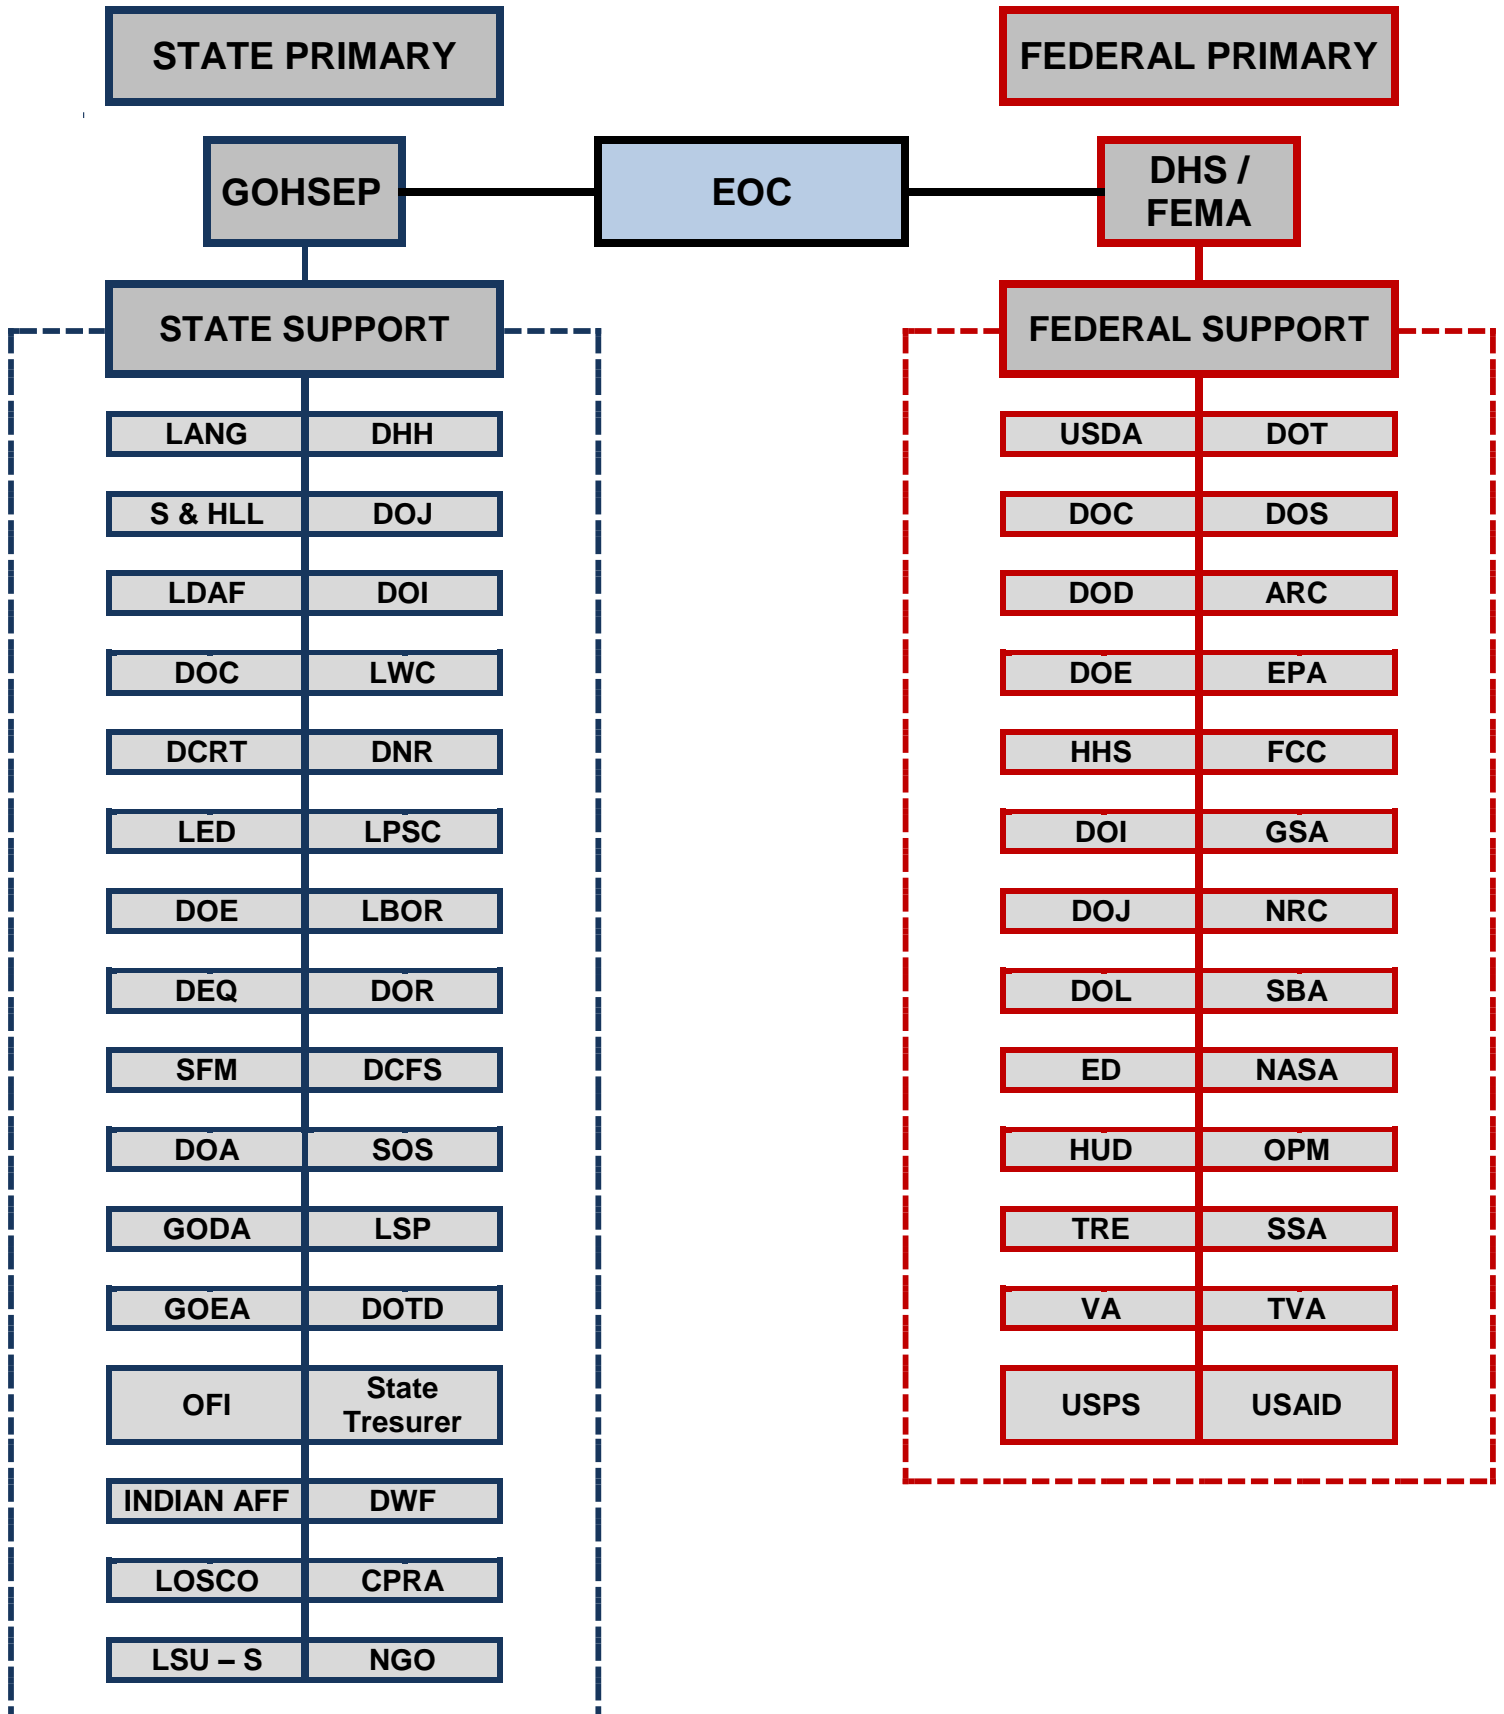 STATE PRIMARY
FEDERAL PRIMARY
GOHSEP
EOC
DHS /
FEMA
STATE SUPPORT
FEDERAL SUPPORT
LANG
DHH
USDA
DOT
S & HLL
DOJ
DOC
DOS
LDAF
DOI
DOD
ARC
DOC
LWC
DOE
EPA
DCRT
DNR
HHS
FCC
LED
LPSC
DOI
GSA
DOE
LBOR
DOJ
NRC
DEQ
DOR
DOL
SBA
SFM
DCFS
ED
NASA
DOA
SOS
HUD
OPM
GODA
LSP
TRE
SSA
GOEA
DOTD
VA
TVA
OFI
State
Tresurer
USPS
USAID
INDIAN AFF
DWF
LOSCO
CPRA
LSU – S
NGO